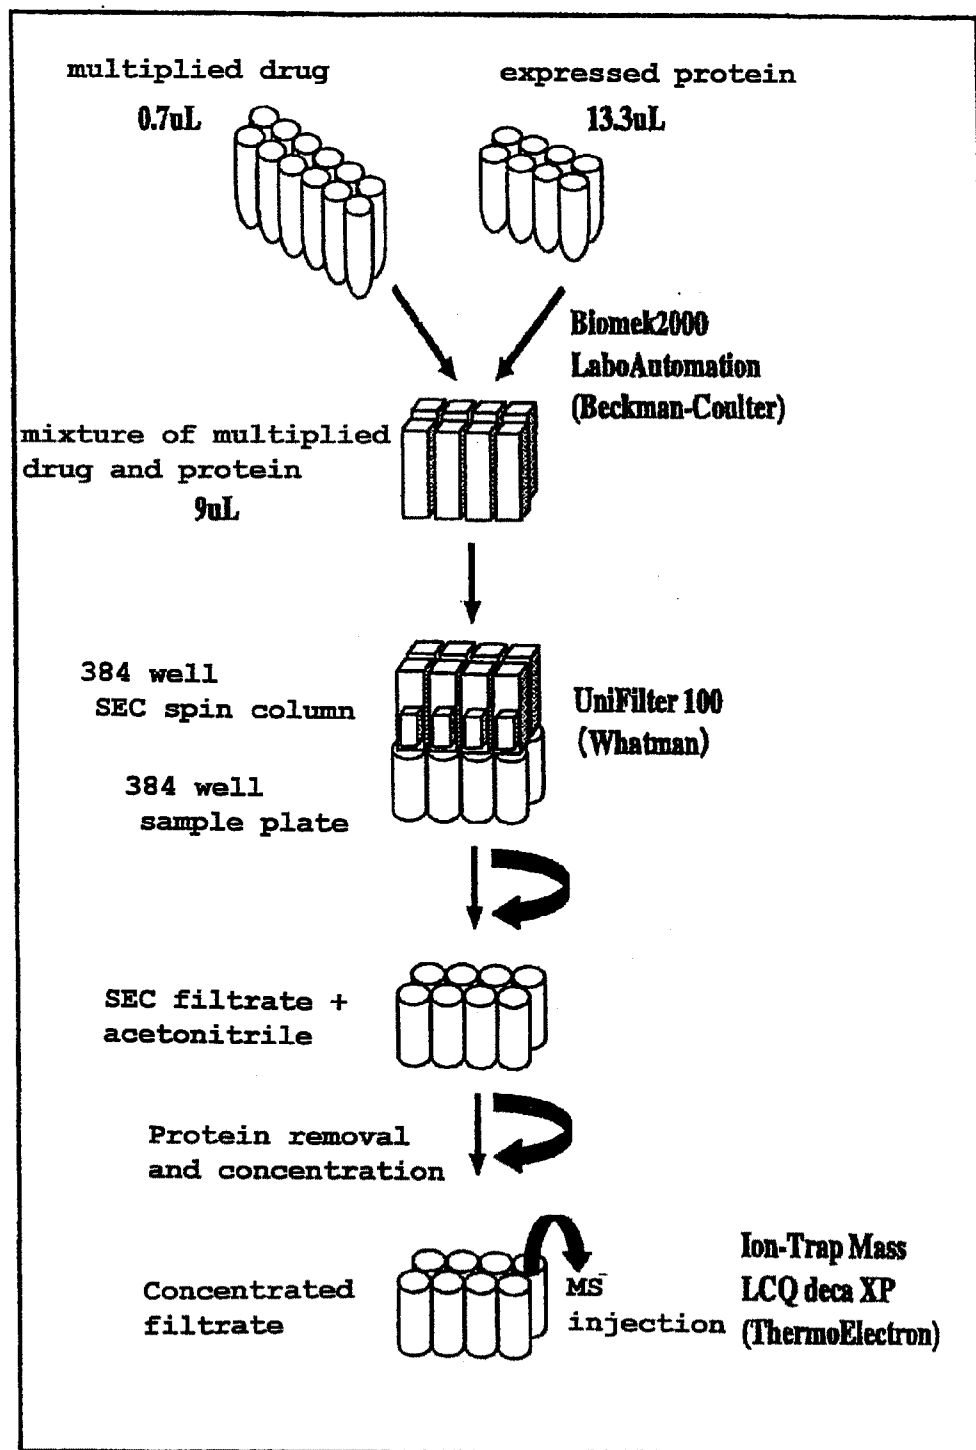 multiplied drug
0.7uL
expressed protein
13.3uL
Biomek2000
LaboAutomation
(Beckman-Coulter)
mixture of multiplied
drug and protein
9uL
384 well
SEC spin column
UniFilter 100
(Whatman)
384 well
sample plate
SEC filtrate +
acetonitrile
Protein removal
and concentration
Concentrated
filtrate
MS
injection
Ion-Trap Mass
LCQ deca XP
(ThermoElectron)